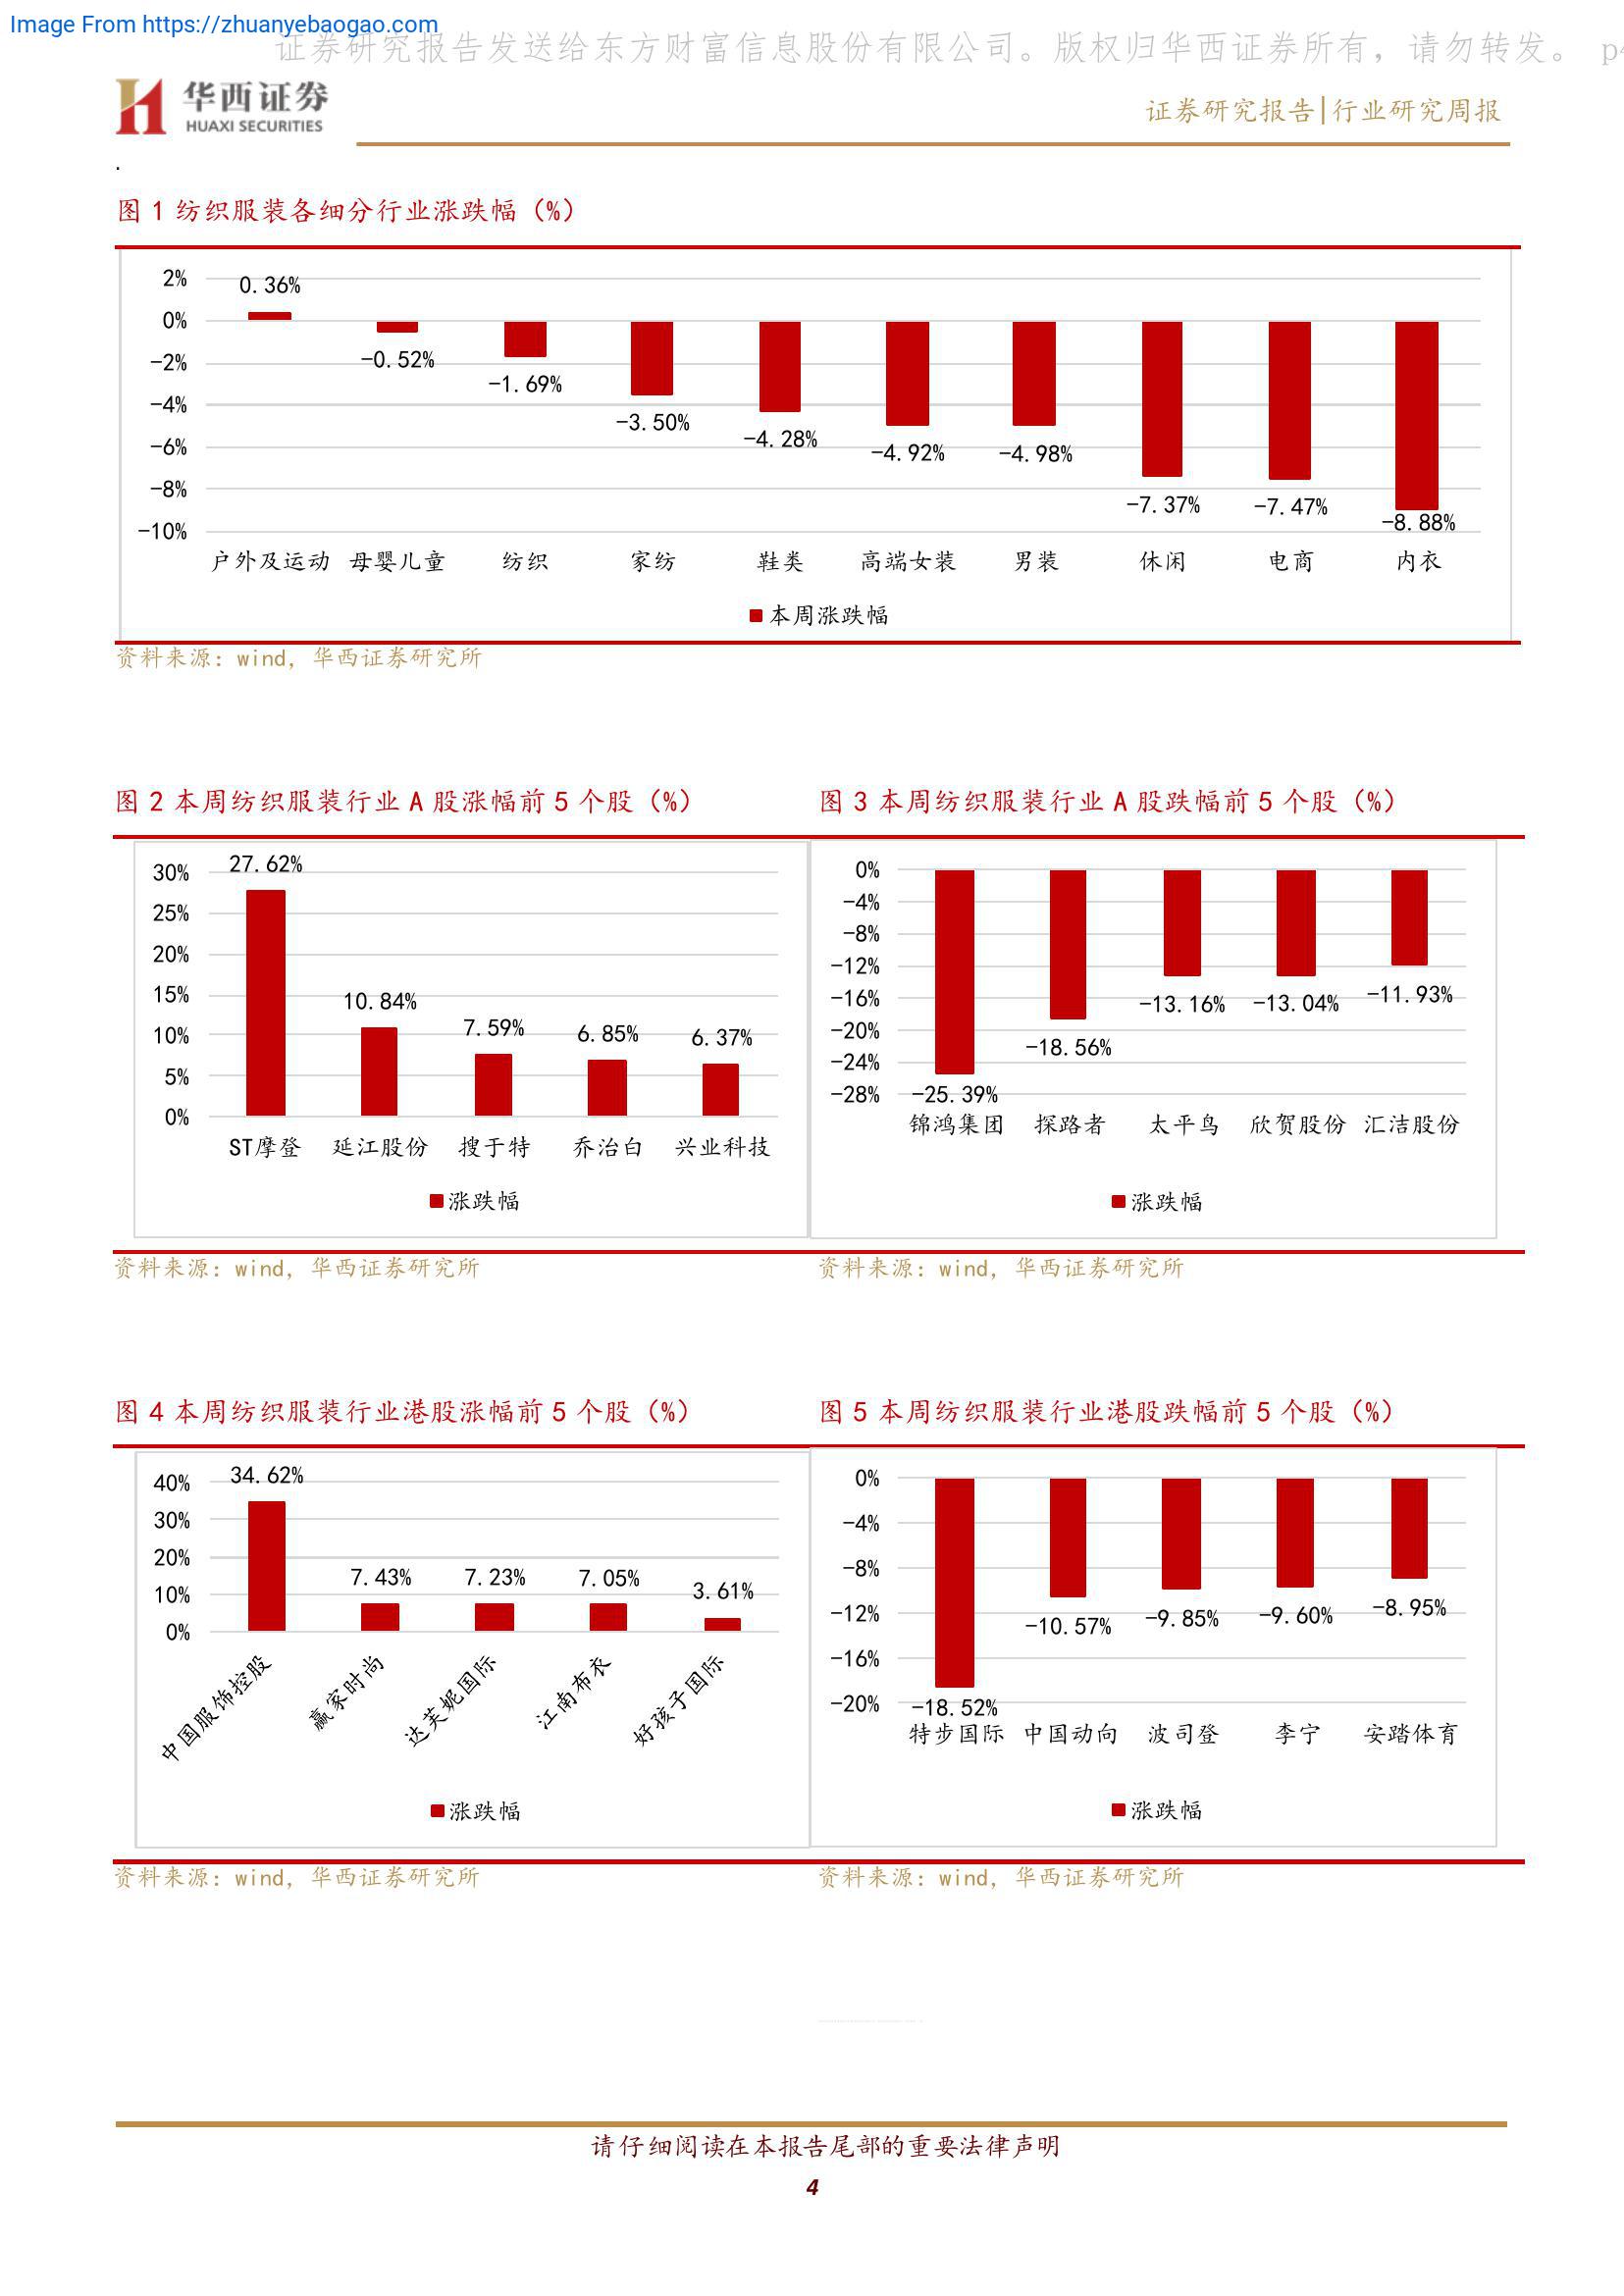 Image From https://zhuanyebaogao.com
证券研究报告发送给东方财富信息股份有限公司。版权归华西证券所有，请勿转发。 p4
华西证券
HUAXI SECURITIES
证券研究报告|行业研究周报
.
图 1 纺织服装各细分行业涨跌幅（%）
2%
0%
-2%
-4%
-6%
-8%
-10%
0.36%
-0.52%
-1.69%
-3.50%
-4.28%
-4.92%
-4.98%
-7.37%
-7.47%
-8.88%
户外及运动 母婴儿童 纺织 家纺 鞋类 高端女装 男装 休闲 电商 内衣
本周涨跌幅
资料来源：wind，华西证券研究所
图 2 本周纺织服装行业 A 股涨幅前 5 个股（%）
30%
25%
20%
15%
10%
5%
0%
27.62%
10.84%
7.59%
6.85%
6.37%
ST摩登 延江股份 搜于特 乔治白 兴业科技
涨跌幅
资料来源：wind，华西证券研究所
图 3 本周纺织服装行业 A 股跌幅前 5 个股（%）
0%
-4%
-8%
-12%
-16%
-20%
-24%
-28%
-25.39%
-18.56%
-13.16%
-13.04%
-11.93%
锦鸿集团 探路者 太平鸟 欣贺股份 汇洁股份
涨跌幅
资料来源：wind，华西证券研究所
图 4 本周纺织服装行业港股涨幅前 5 个股（%）
40%
30%
20%
10%
0%
34.62%
7.43%
7.23%
7.05%
3.61%
中国服饰控股 赢家时尚 达芙妮国际 江南布衣 好孩子国际
涨跌幅
资料来源：wind，华西证券研究所
图 5 本周纺织服装行业港股跌幅前 5 个股（%）
0%
-4%
-8%
-12%
-16%
-20%
-18.52%
-10.57%
-9.85%
-9.60%
-8.95%
特步国际 中国动向 波司登 李宁 安踏体育
涨跌幅
资料来源：wind，华西证券研究所
请仔细阅读在本报告尾部的重要法律声明
4